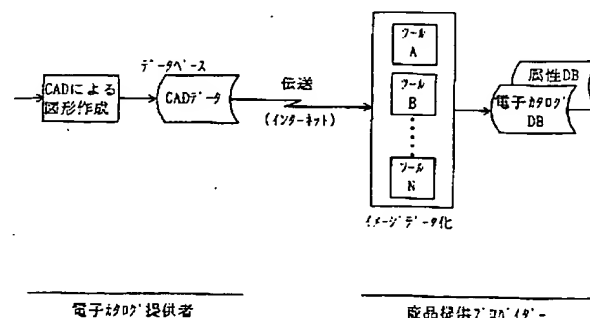 データベース
CADによる
図形作成
CADデータ
伝送
(インターネット)
ツール
A
ツール
B
ツール
N
イメージデータ化
属性DB
電子カタログ
DB
電子カタログ提供者
商品提供プロバイダー